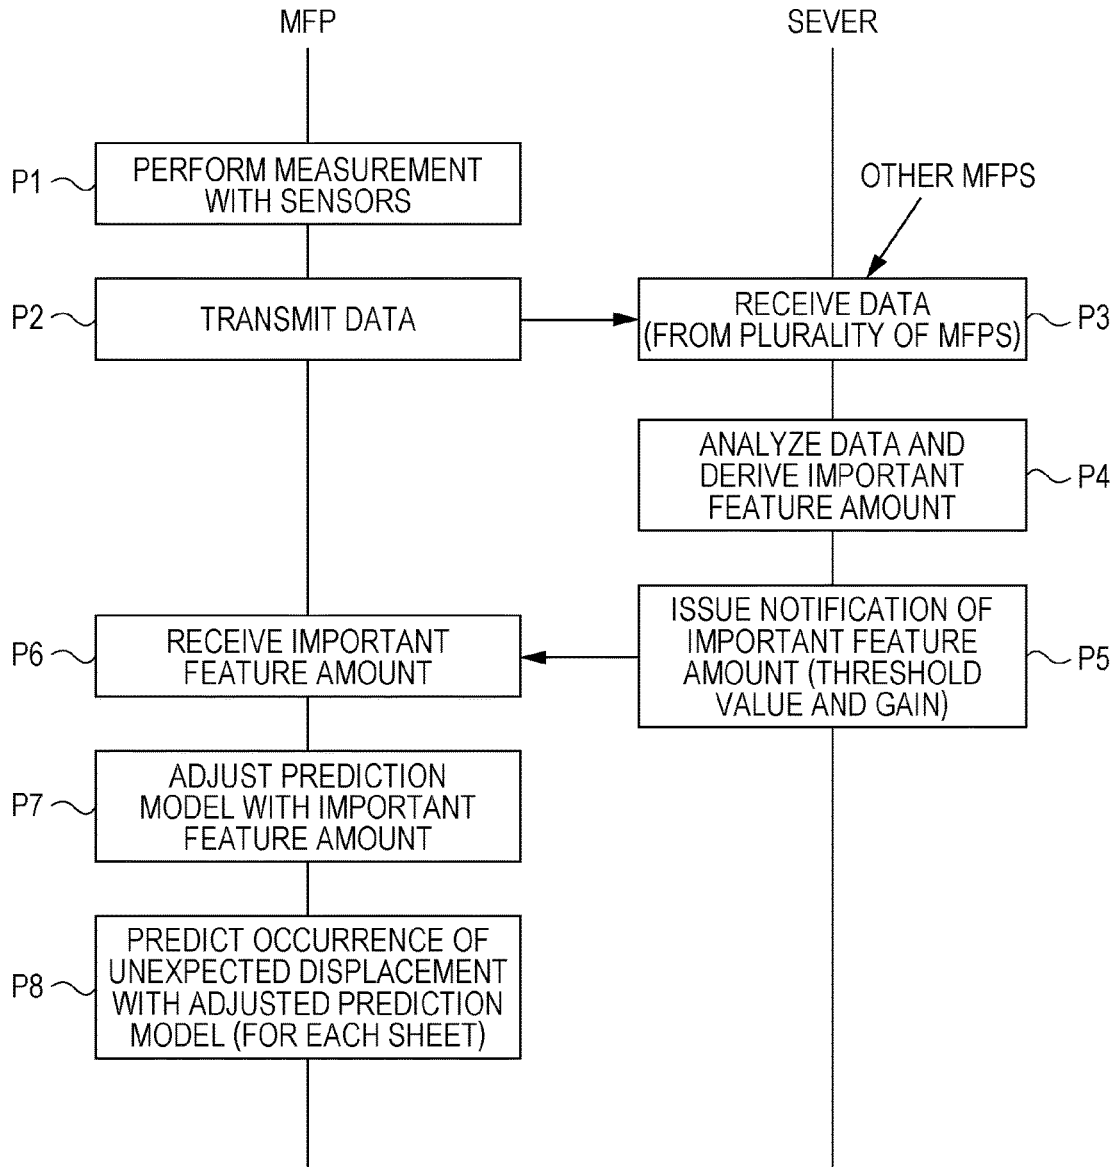 MFP
SEVER
P1
PERFORM MEASUREMENT
WITH SENSORS
OTHER MFPS
P2
TRANSMIT DATA
RECEIVE DATA
(FROM PLURALITY OF MFPS)
P3
ANALYZE DATA AND
DERIVE IMPORTANT
FEATURE AMOUNT
P4
ISSUE NOTIFICATION OF
IMPORTANT FEATURE
AMOUNT (THRESHOLD
VALUE AND GAIN)
P5
P6
RECEIVE IMPORTANT
FEATURE AMOUNT
P7
ADJUST PREDICTION
MODEL WITH IMPORTANT
FEATURE AMOUNT
P8
PREDICT OCCURRENCE OF
UNEXPECTED DISPLACEMENT
WITH ADJUSTED PREDICTION
MODEL (FOR EACH SHEET)